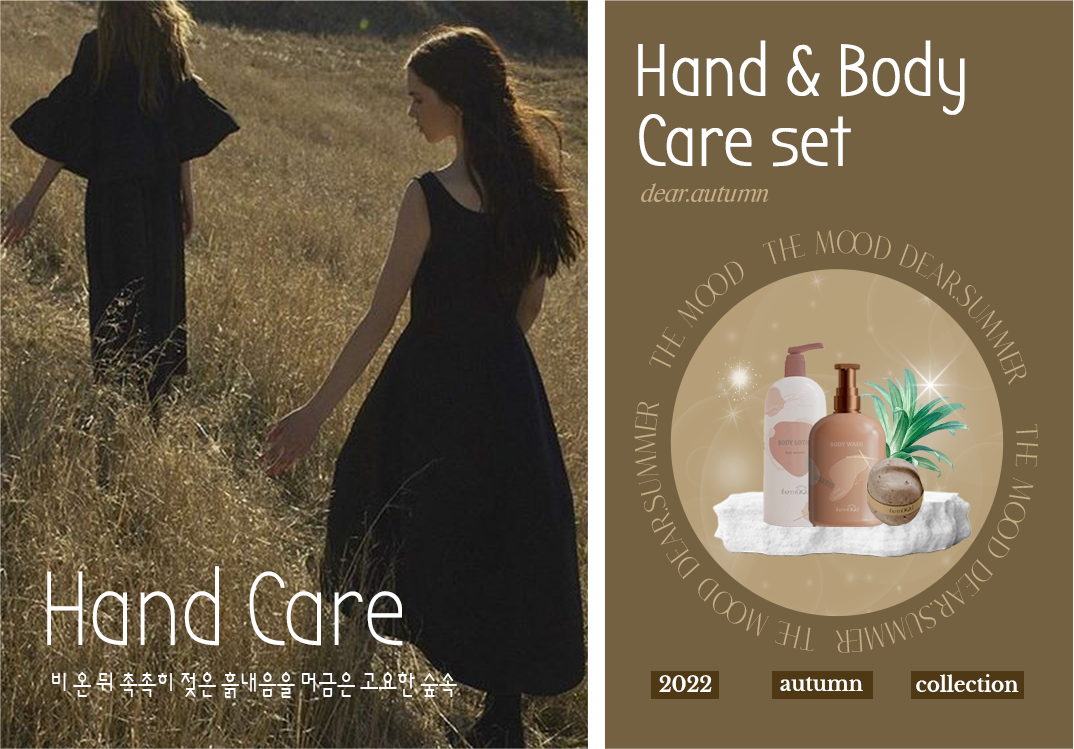 Hand Care
비 온 뒤 촉촉히 젖은 흙내음을 머금은 고요한 숲속
Hand & Body
Care set
dear.autumn
THE MOOD DEAR.SUMMER
THE MOOD DEAR.SUMMER
THE MOOD DEAR.SUMMER
THE MOOD
BODY LOTION
BODY WASH
2022 autumn collection